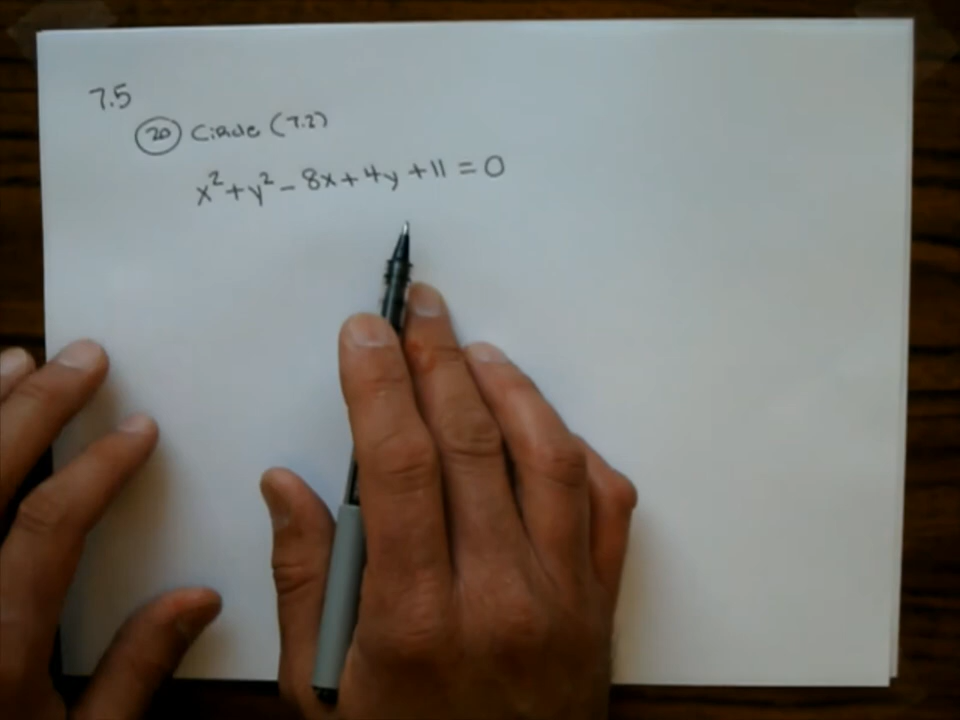 7.5
20 Circle (7.2)
x² + y² - 8x + 4y + 11 = 0